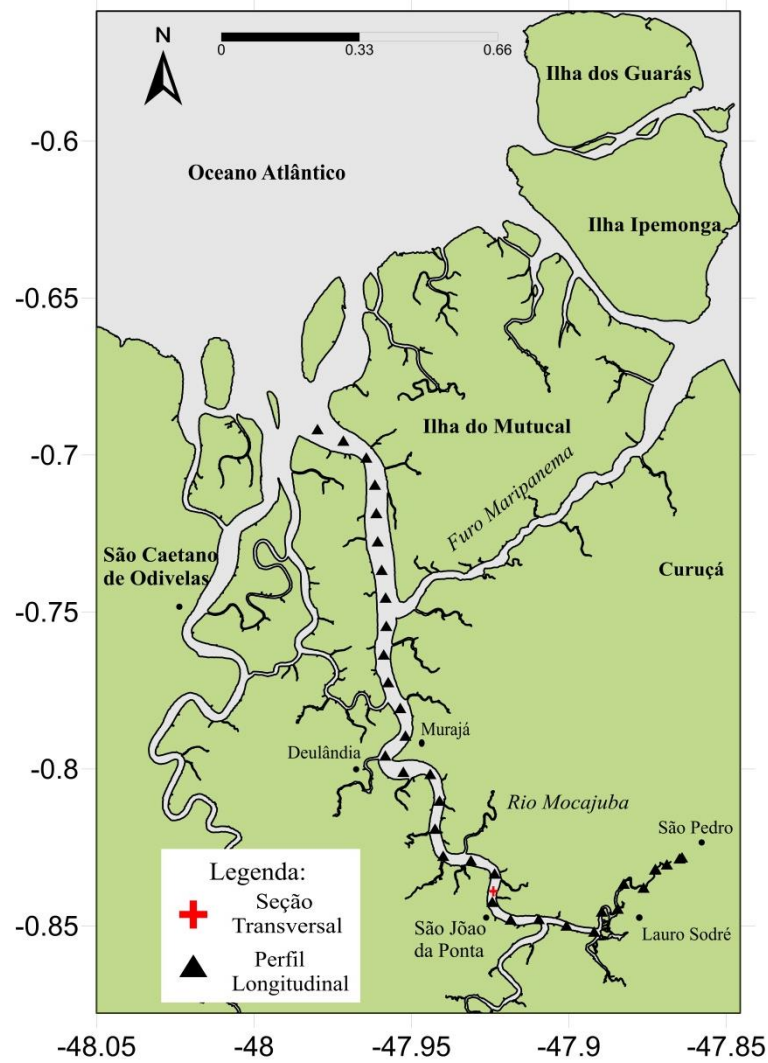 N
0
0.33
0.66
Ilha dos Guarás
-0.6
Oceano Atlântico
Ilha Ipemonga
-0.65
-0.7
Ilha do Mutucal
Furo Maripanema
São Caetano
de Odivelas
Curuçá
-0.75
Murajá
Deulândia
-0.8
Rio Mocajuba
São Pedro
Legenda:
Seção
Transversal
Perfil
Longitudinal
-0.85
São Jõao
da Ponta
Lauro Sodré
-48.05
-48
-47.95
-47.9
-47.85